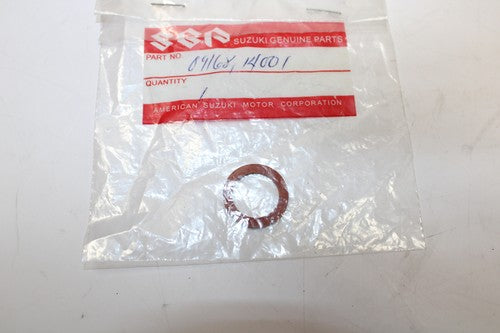 SGP SUZUKI GENUINE PARTS
PART NO. 09168, 14001
QUANTITY 1
AMERICAN SUZUKI MOTOR CORPORATION